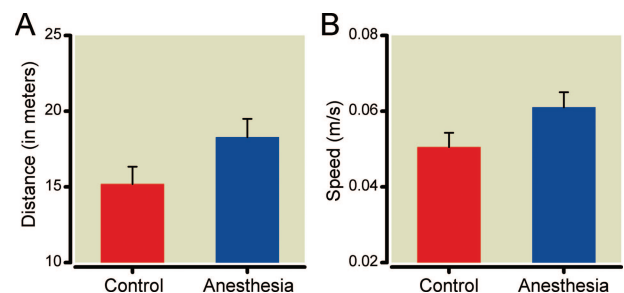 A
Distance (in meters)
25
20
15
10
Control Anesthesia
B
Speed (m/s)
0.08
0.06
0.04
0.02
Control Anesthesia